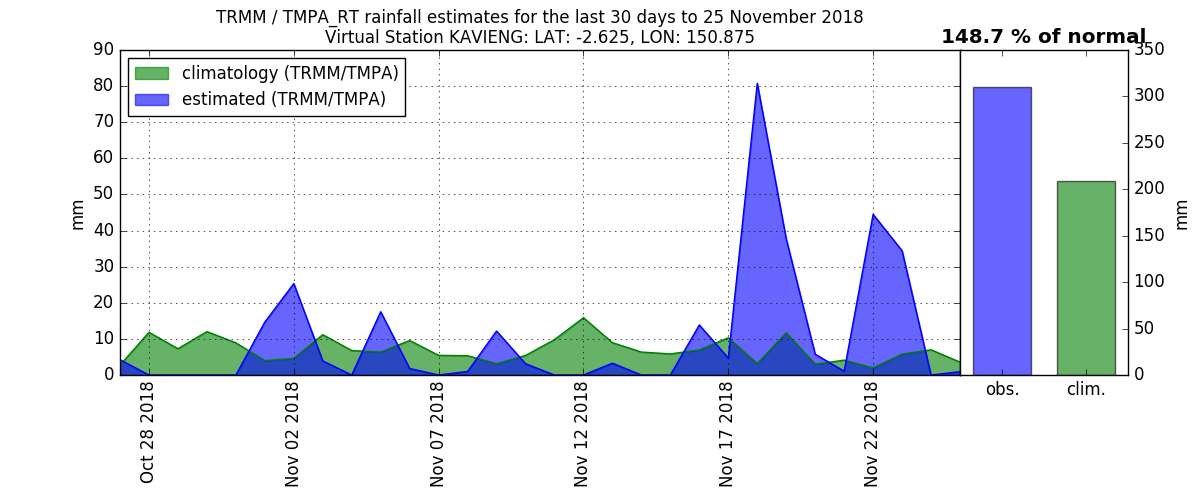 TRMM / TMPA_RT rainfall estimates for the last 30 days to 25 November 2018
Virtual Station KAVIENG: LAT: -2.625, LON: 150.875
148.7 % of normal
climatology (TRMM/TMPA)
estimated (TRMM/TMPA)
90
80
70
60
50
40
30
20
10
0
mm
Oct 28 2018
Nov 02 2018
Nov 07 2018
Nov 12 2018
Nov 17 2018
Nov 22 2018
350
300
250
200
150
100
50
0
mm
obs.
clim.